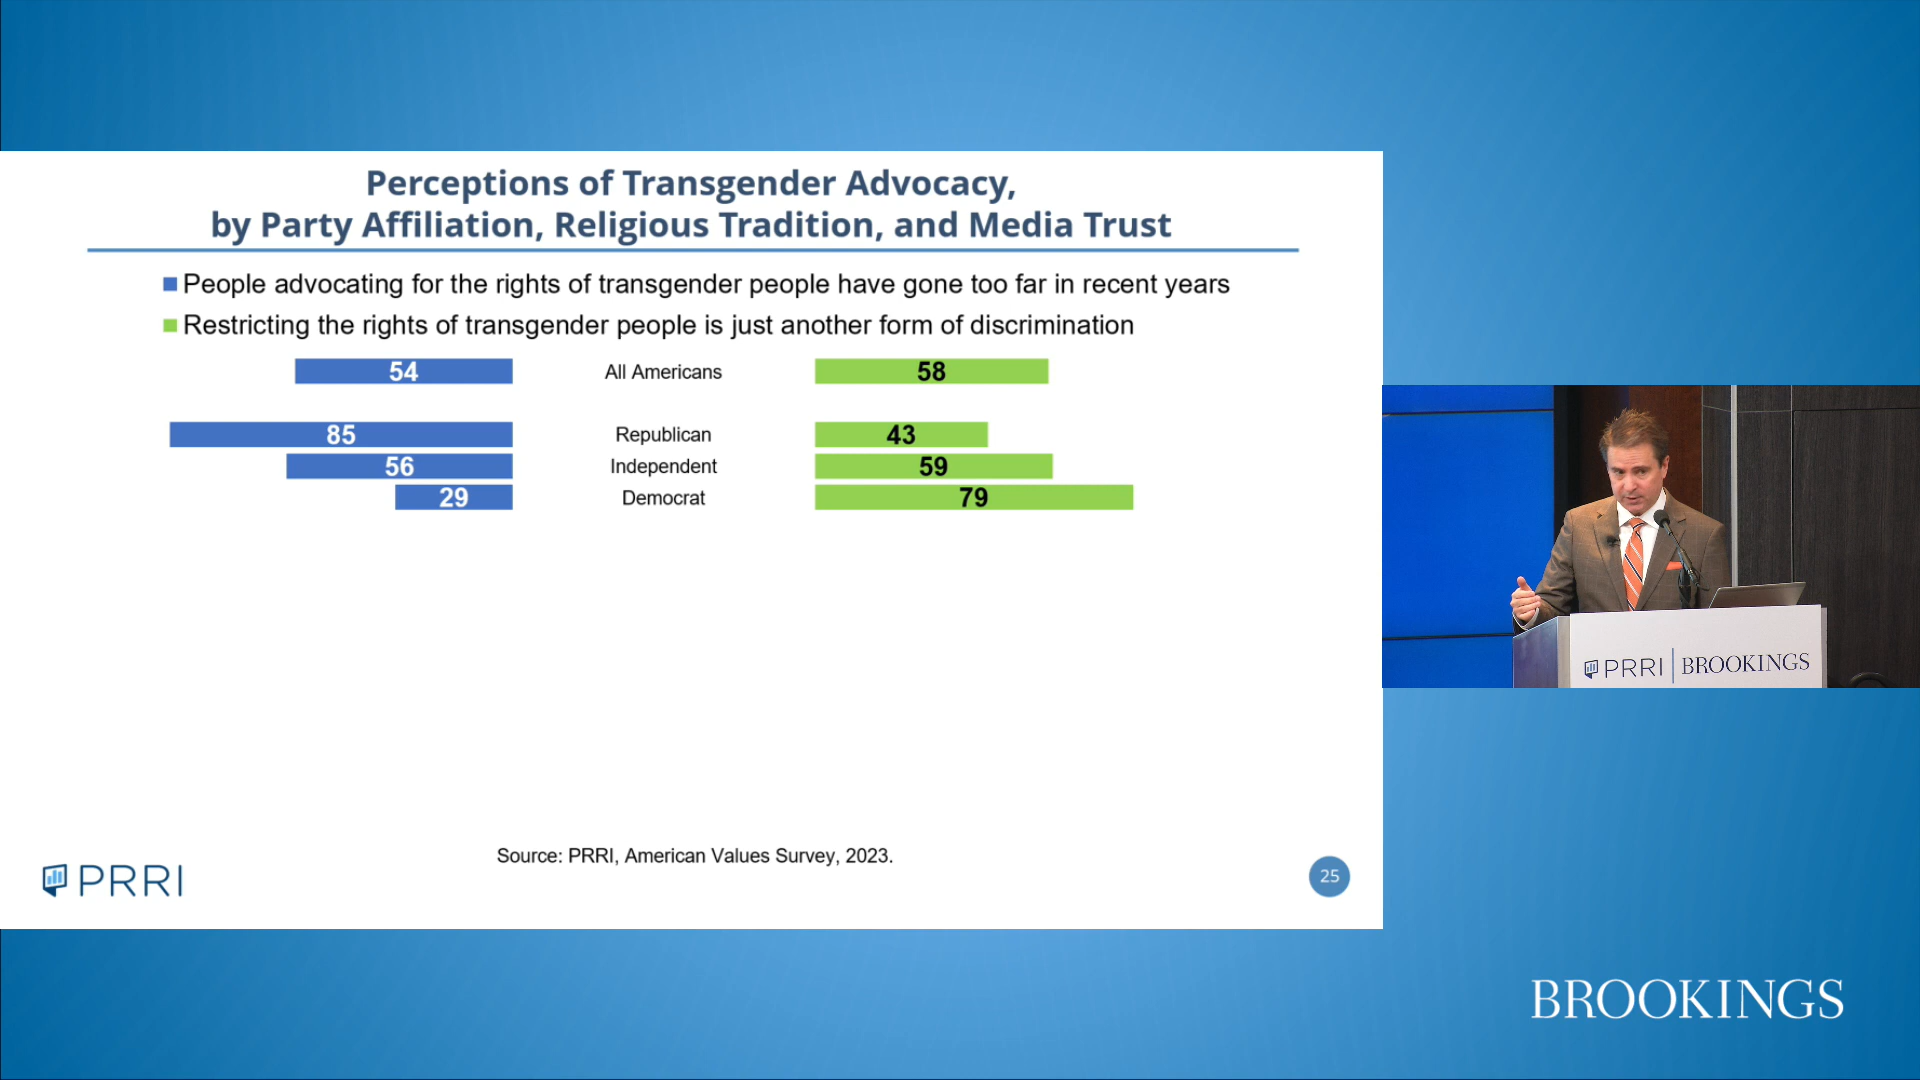 Perceptions of Transgender Advocacy,
by Party Affiliation, Religious Tradition, and Media Trust
People advocating for the rights of transgender people have gone too far in recent years
Restricting the rights of transgender people is just another form of discrimination
54 All Americans 58
85 Republican 43
56 Independent 59
29 Democrat 79
Source: PRRI, American Values Survey, 2023.
PRRI
25
PRRI | BROOKINGS
BROOKINGS